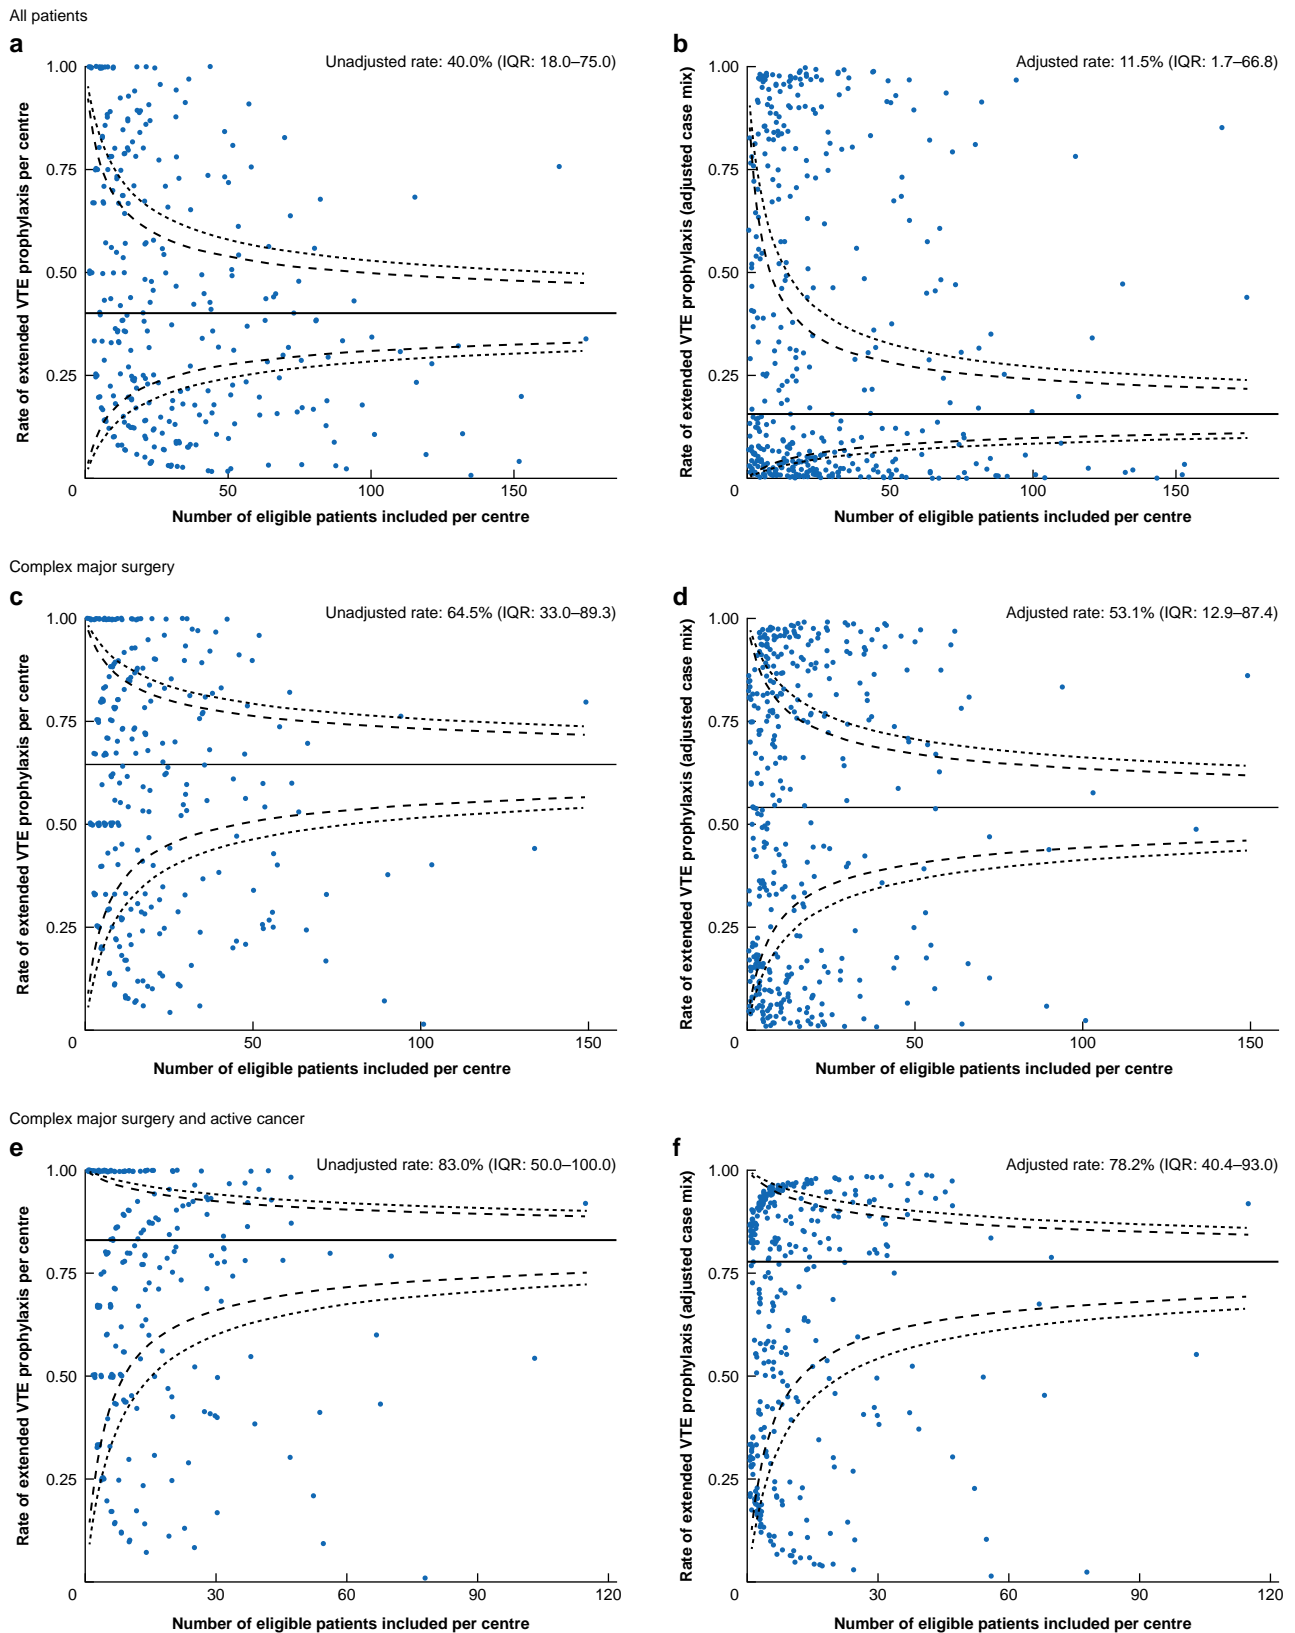 All patients
a
Unadjusted rate: 40.0% (IQR: 18.0–75.0)
Rate of extended VTE prophylaxis per centre
1.00
0.75
0.50
0.25
0
50
100
150
Number of eligible patients included per centre
b
Adjusted rate: 11.5% (IQR: 1.7–66.8)
Rate of extended VTE prophylaxis (adjusted case mix)
1.00
0.75
0.50
0.25
0
50
100
150
Number of eligible patients included per centre
Complex major surgery
c
Unadjusted rate: 64.5% (IQR: 33.0–89.3)
Rate of extended VTE prophylaxis per centre
1.00
0.75
0.50
0.25
0
50
100
150
Number of eligible patients included per centre
d
Adjusted rate: 53.1% (IQR: 12.9–87.4)
Rate of extended VTE prophylaxis (adjusted case mix)
1.00
0.75
0.50
0.25
0
50
100
150
Number of eligible patients included per centre
Complex major surgery and active cancer
e
Unadjusted rate: 83.0% (IQR: 50.0–100.0)
Rate of extended VTE prophylaxis per centre
1.00
0.75
0.50
0.25
0
30
60
90
120
Number of eligible patients included per centre
f
Adjusted rate: 78.2% (IQR: 40.4–93.0)
Rate of extended VTE prophylaxis (adjusted case mix)
1.00
0.75
0.50
0.25
0
30
60
90
120
Number of eligible patients included per centre